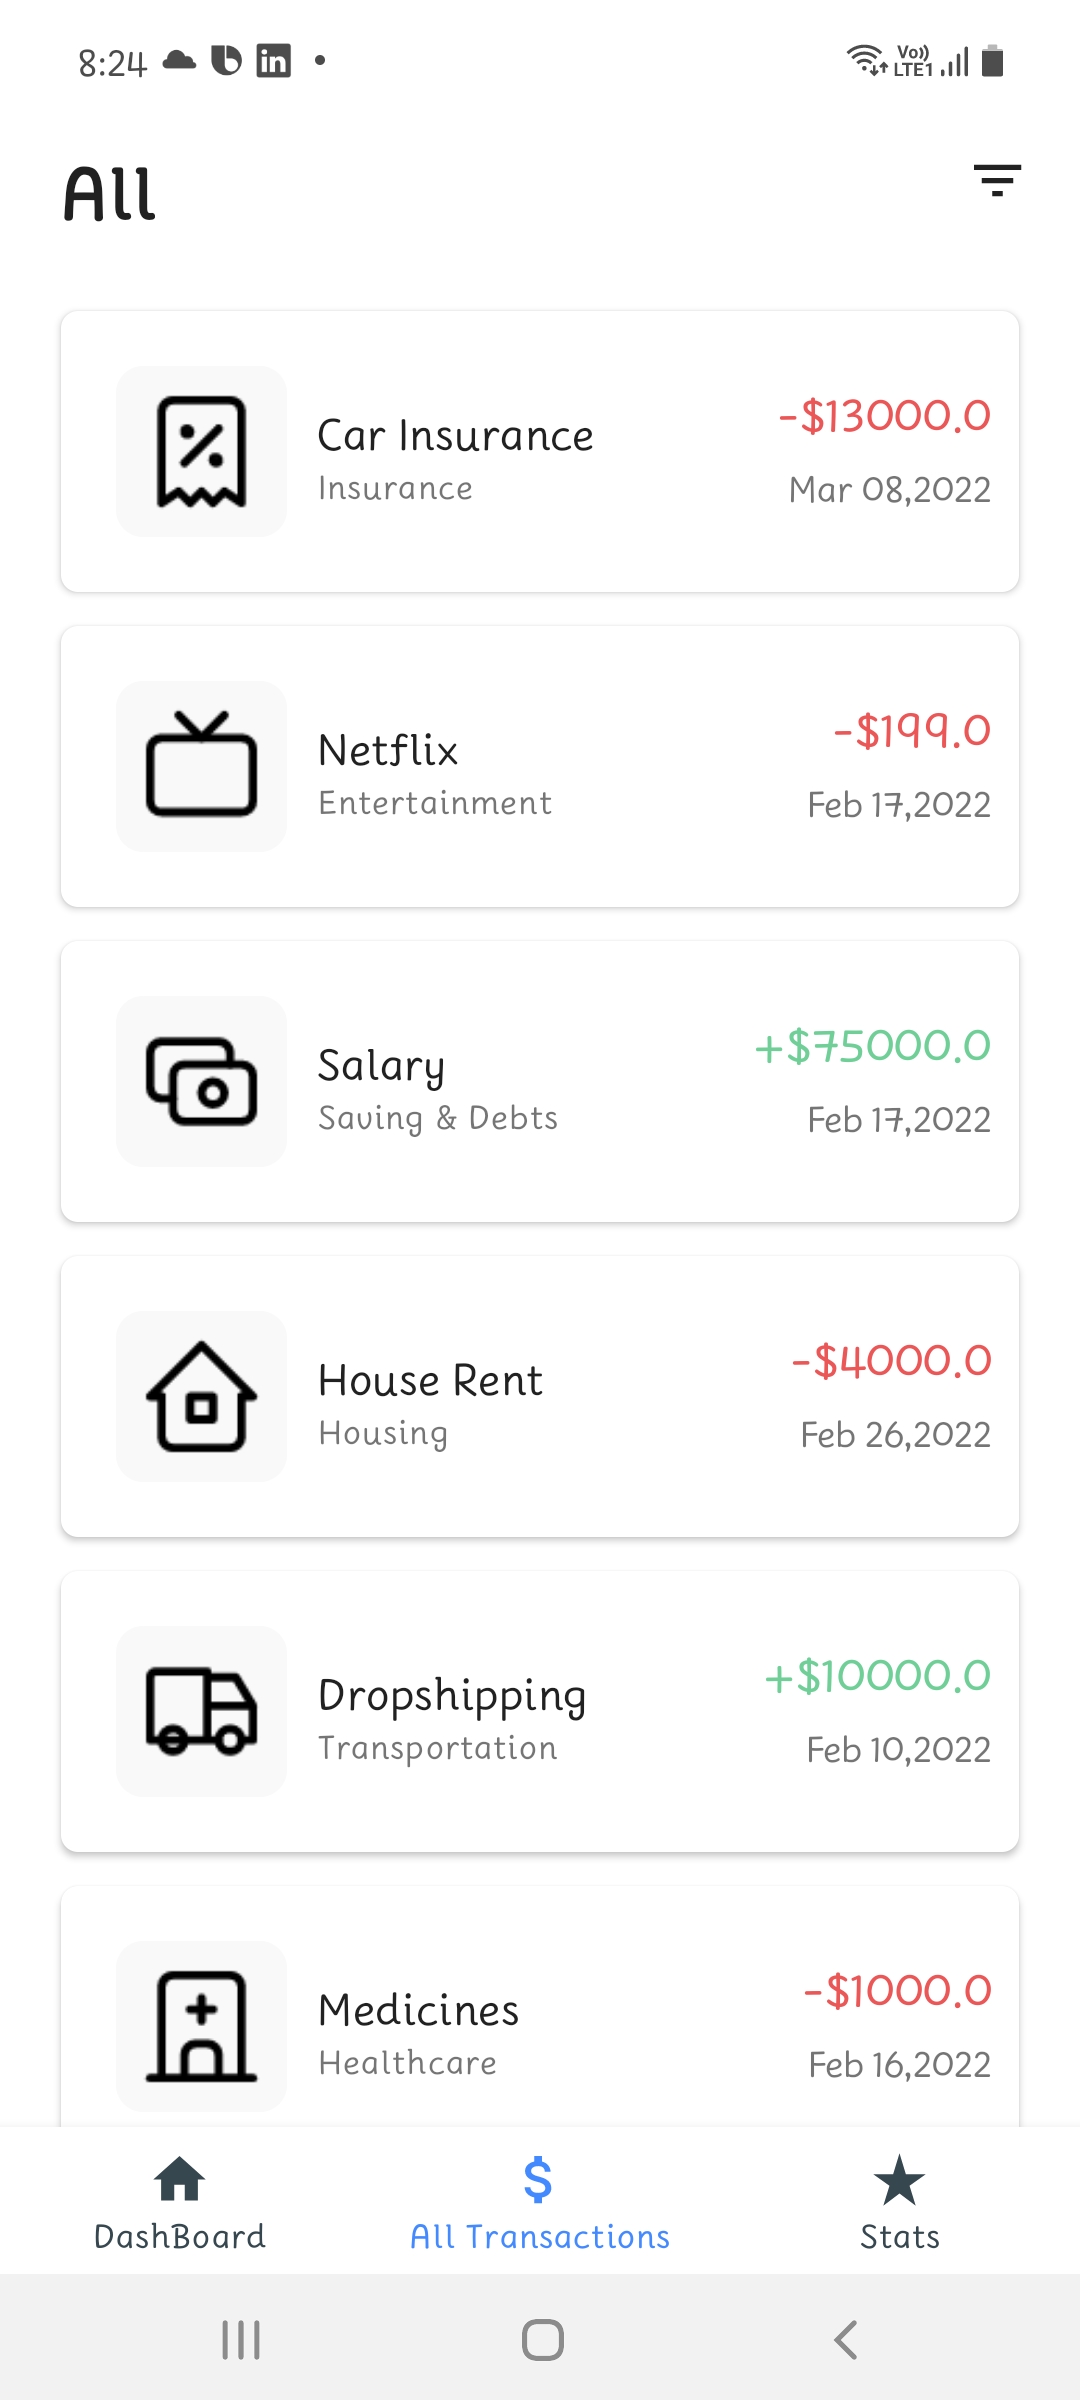 8:24
Vo)) LTE1
All
Car Insurance
Insurance
-$13000.0
Mar 08,2022
Netflix
Entertainment
-$199.0
Feb 17,2022
Salary
Saving & Debts
+$75000.0
Feb 17,2022
House Rent
Housing
-$4000.0
Feb 26,2022
Dropshipping
Transportation
+$10000.0
Feb 10,2022
Medicines
Healthcare
-$1000.0
Feb 16,2022
DashBoard
All Transactions
Stats